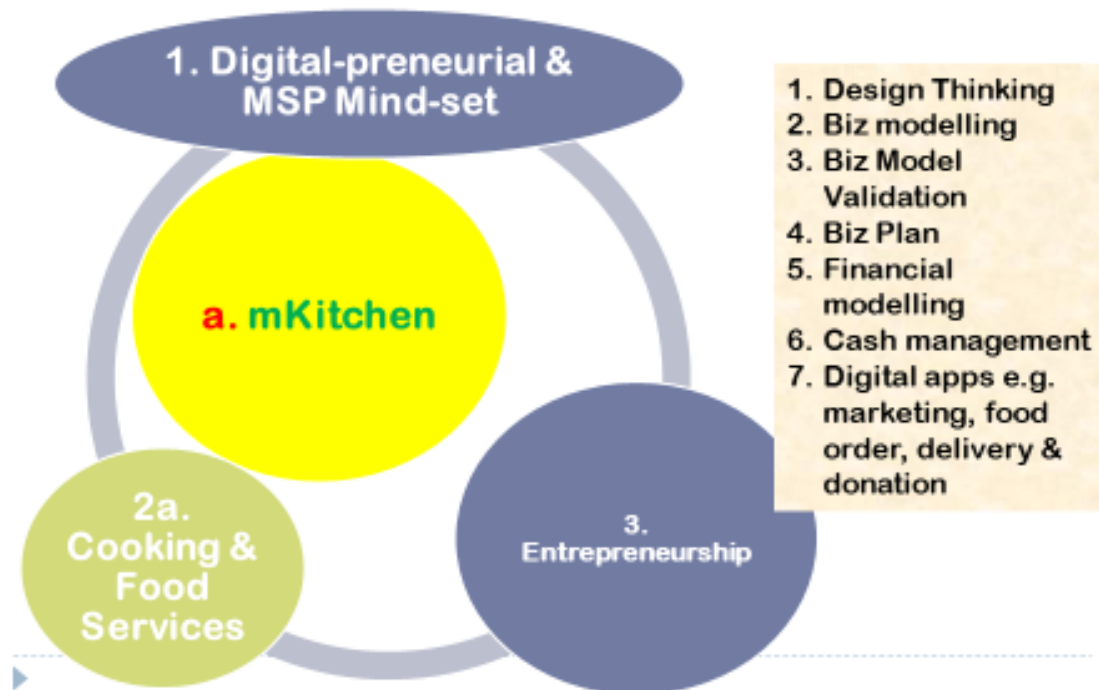 1. Digital-preneurial &
MSP Mind-set
a. mKitchen
2a.
Cooking &
Food
Services
3.
Entrepreneurship
1. Design Thinking
2. Biz modelling
3. Biz Model
Validation
4. Biz Plan
5. Financial
modelling
6. Cash management
7. Digital apps e.g.
marketing, food
order, delivery &
donation